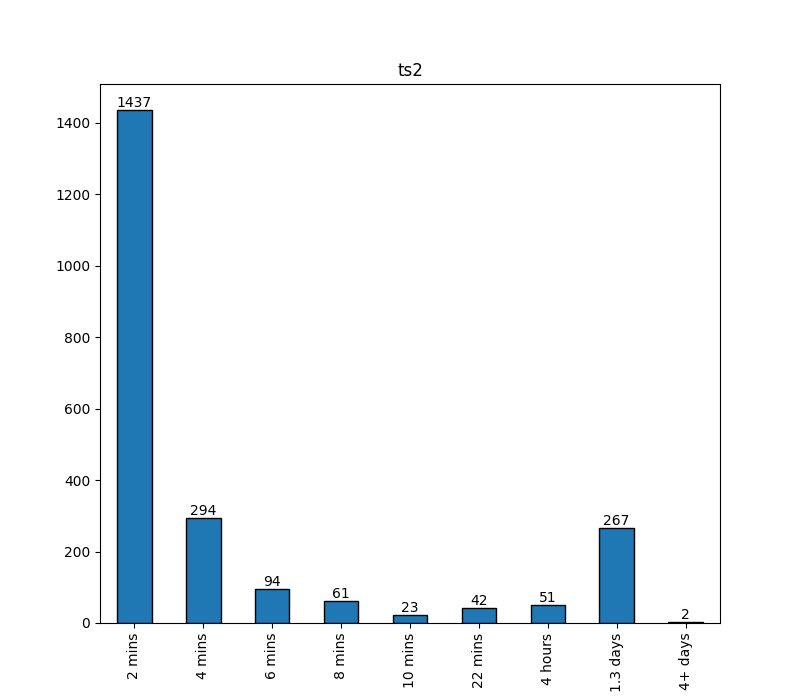 ts2
1437
1400
1200
1000
800
600
400
200
0
294
94
61
23
42
51
267
2
2 mins
4 mins
6 mins
8 mins
10 mins
22 mins
4 hours
1.3 days
4+ days